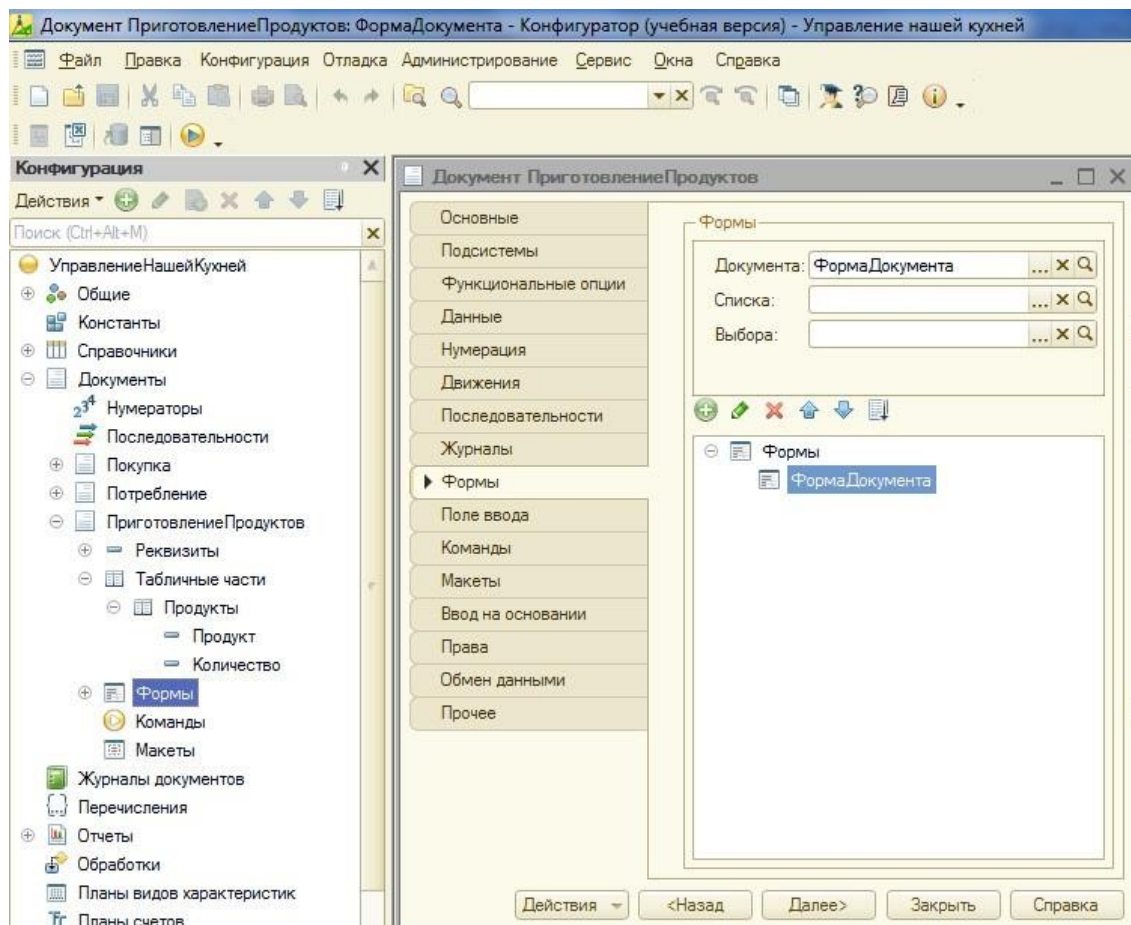 Документ ПриготовлениеПродуктов: ФормаДокумента - Конфигуратор (учебная версия) - Управление нашей кухней
Файл Правка Конфигурация Отладка Администрирование Сервис Окна Справка
Конфигурация
Действия
Поиск (Ctrl+Alt+M)
УправлениеНашейКухней
Общие
Константы
Справочники
Документы
Нумераторы
Последовательности
Покупка
Потребление
ПриготовлениеПродуктов
Реквизиты
Табличные части
Продукты
Продукт
Количество
Формы
Команды
Макеты
Журналы документов
Перечисления
Отчеты
Обработки
Планы видов характеристик
Планы счетов
Документ ПриготовлениеПродуктов
Основные
Подсистемы
Функциональные опции
Данные
Нумерация
Движения
Последовательности
Журналы
Формы
Поле ввода
Команды
Макеты
Ввод на основании
Права
Обмен данными
Прочее
Формы
Документа: ФормаДокумента ...
Списка: ...
Выбора: ...
Формы
ФормаДокумента
Действия <Назад Далее> Закрыть Справка